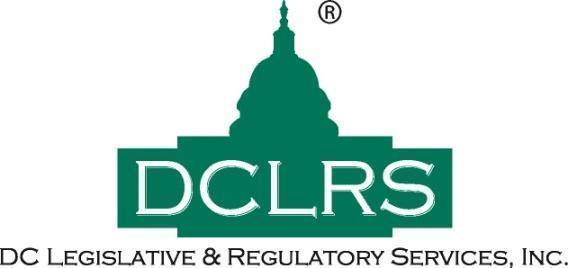 ®
DCLRS
DC Legislative & Regulatory Services, Inc.